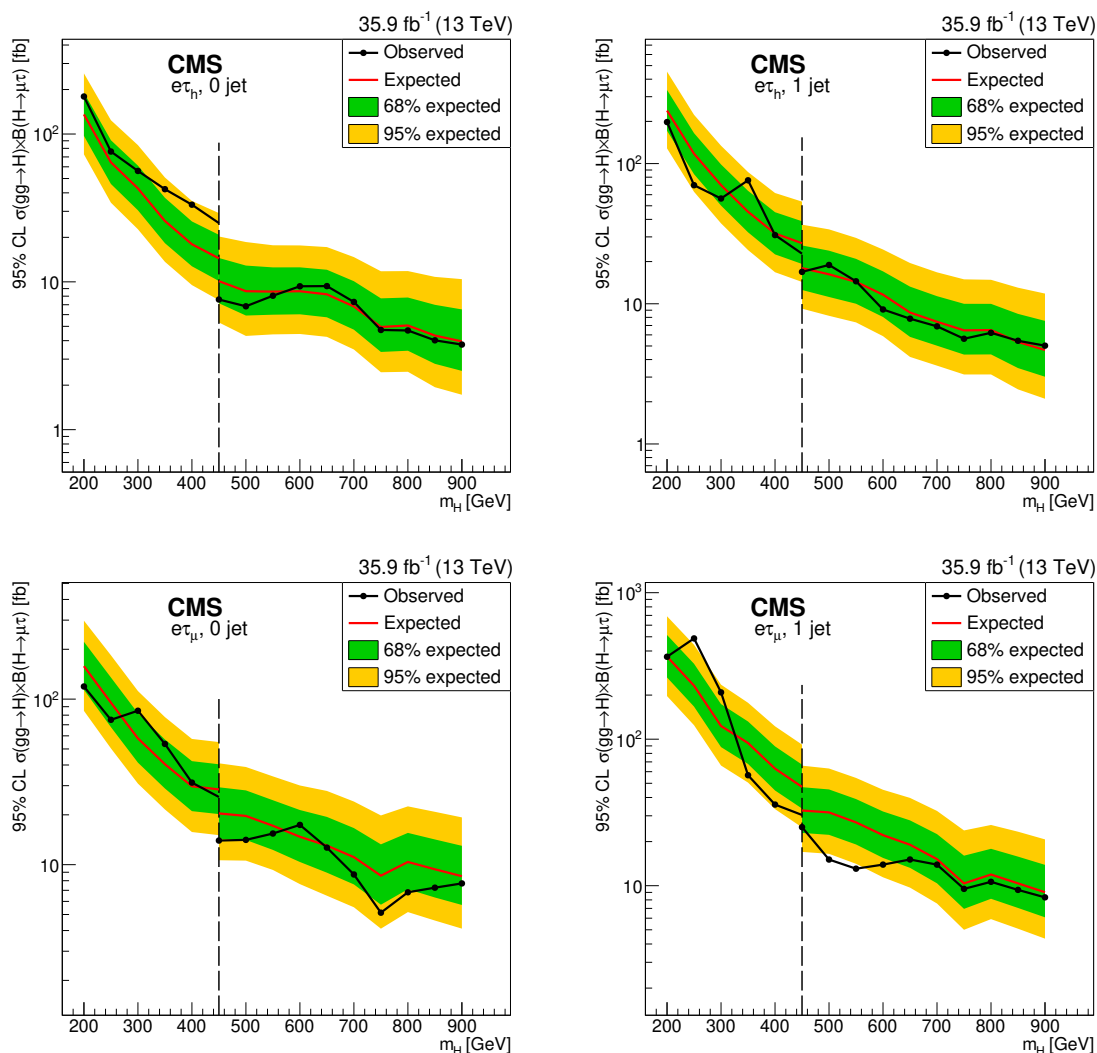 35.9 fb⁻¹ (13 TeV)
95% CL σ(gg→H)×B(H→μτ) [fb]
CMS
eτₕ, 0 jet
Observed
Expected
68% expected
95% expected
10²
10
1
200 300 400 500 600 700 800 900
m_H [GeV]
35.9 fb⁻¹ (13 TeV)
95% CL σ(gg→H)×B(H→μτ) [fb]
CMS
eτₕ, 1 jet
Observed
Expected
68% expected
95% expected
10²
10
1
200 300 400 500 600 700 800 900
m_H [GeV]
35.9 fb⁻¹ (13 TeV)
95% CL σ(gg→H)×B(H→μτ) [fb]
CMS
eτ_μ, 0 jet
Observed
Expected
68% expected
95% expected
10²
10
200 300 400 500 600 700 800 900
m_H [GeV]
35.9 fb⁻¹ (13 TeV)
95% CL σ(gg→H)×B(H→μτ) [fb]
CMS
eτ_μ, 1 jet
Observed
Expected
68% expected
95% expected
10³
10²
10
200 300 400 500 600 700 800 900
m_H [GeV]